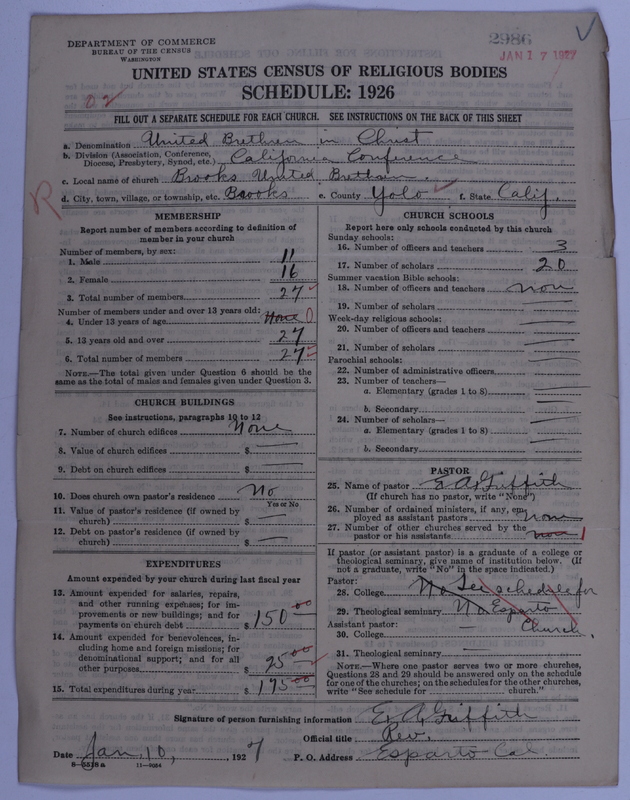 2986
JAN 17 1927
DEPARTMENT OF COMMERCE
BUREAU OF THE CENSUS
WASHINGTON
UNITED STATES CENSUS OF RELIGIOUS BODIES
SCHEDULE: 1926
02
FILL OUT A SEPARATE SCHEDULE FOR EACH CHURCH. SEE INSTRUCTIONS ON THE BACK OF THIS SHEET
a. Denomination United Brethren in Christ
b. Division (Association, Conference, Diocese, Presbytery, Synod, etc.) California Conference
c. Local name of church Brooks United Brethren.
d. City, town, village, or township, etc. Brooks e. County Yolo f. State Calif.
R
MEMBERSHIP
Report number of members according to definition of
member in your church
Number of members, by sex:
1. Male 11
2. Female 16
3. Total number of members 27
Number of members under and over 13 years old:
4. Under 13 years of age None 0
5. 13 years old and over 27
6. Total number of members 27
NOTE.—The total given under Question 6 should be
same as the total of males and females given under Question 3.
CHURCH BUILDINGS
See instructions, paragraphs 10 to 12
7. Number of church edifices None
8. Value of church edifices $ —
9. Debt on church edifices $ —
10. Does church own pastor's residence No
Yes or No
11. Value of pastor's residence (if owned by
church) $ —
12. Debt on pastor's residence (if owned by
church) $ —
EXPENDITURES
Amount expended by your church during last fiscal year
13. Amount expended for salaries, repairs,
and other running expenses; for im-
provements or new buildings; and for
payments on church debt $ 150 00
14. Amount expended for benevolences, in-
cluding home and foreign missions; for
denominational support; and for all
other purposes $ 25 00
15. Total expenditures during year $ 175 00
CHURCH SCHOOLS
Report here only schools conducted by this church
Sunday schools:
16. Number of officers and teachers 3
17. Number of scholars 20
Summer vacation Bible schools:
18. Number of officers and teachers non
19. Number of scholars —
Week-day religious schools:
20. Number of officers and teachers —
21. Number of scholars —
Parochial schools:
22. Number of administrative officers —
23. Number of teachers—
a. Elementary (grades 1 to 8) —
b. Secondary —
24. Number of scholars—
a. Elementary (grades 1 to 8) —
b. Secondary —
PASTOR
25. Name of pastor E A Griffith
(If church has no pastor, write "None")
26. Number of ordained ministers, if any, em-
ployed as assistant pastors non
27. Number of other churches served by the
pastor or his assistants non 1
If pastor (or assistant pastor) is a graduate of a college or
theological seminary, give name of institution below. (If
not a graduate, write "No" in the space indicated.)
Pastor:
28. College No See schedule for
29. Theological seminary No Esparto
Assistant pastor: Church.
30. College —
31. Theological seminary —
NOTE.—Where one pastor serves two or more churches,
Questions 28 and 29 should be answered only on the schedule
for one of the churches; on the schedules for the other churches,
write "See schedule for church."
Signature of person furnishing information E. A. Griffith
Official title Rev.
Date Jan 10, 1927 P. O. Address Esparto Cal
8—5518a 11—9084